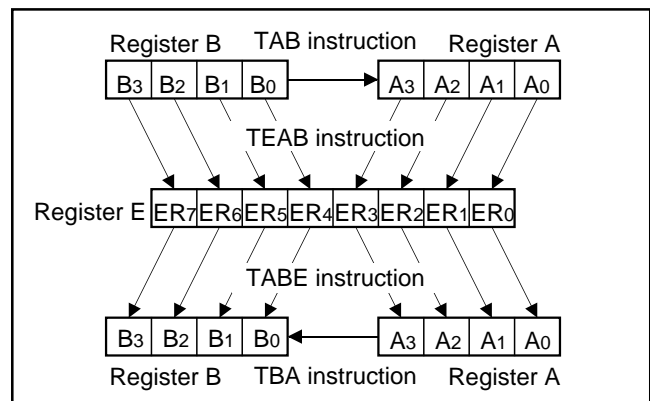 Register B TAB instruction Register A
B3 B2 B1 B0 A3 A2 A1 A0
TEAB instruction
Register E ER7 ER6 ER5 ER4 ER3 ER2 ER1 ER0
TABE instruction
B3 B2 B1 B0 A3 A2 A1 A0
Register B TBA instruction Register A